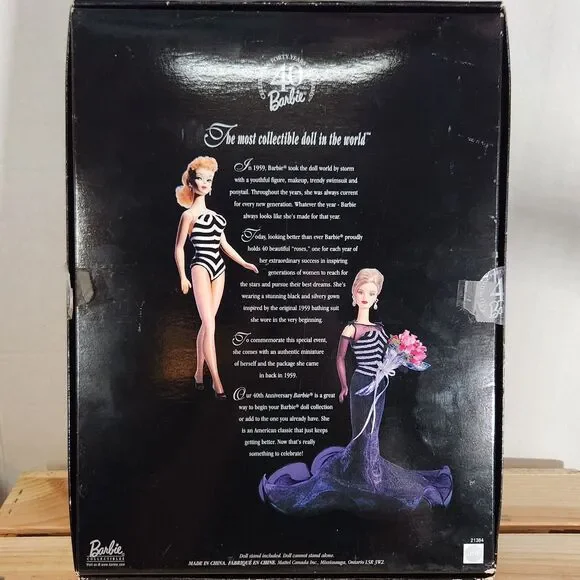 FORTY YEARS
40
Barbie
The most collectible doll in the world™
In 1959, Barbie® took the doll world by storm
with a youthful figure, makeup, trendy swimsuit and
ponytail. Throughout the years, she was always current
for every new generation. Whatever the year - Barbie
always looks like she's made for that year.
Today, looking better than ever Barbie® proudly
holds 40 beautiful "roses," one for each year of
her extraordinary success in inspiring
generations of women to reach for
the stars and pursue their best dreams. She's
wearing a stunning black and silvery gown
inspired by the original 1959 bathing suit
she wore in the very beginning.
To commemorate this special event,
she comes with an authentic miniature
of herself and the package she came
in back in 1959.
Our 40th Anniversary Barbie® is a great
way to begin your Barbie® doll collection
or add to the one you already have. She
is an American classic that just keeps
getting better. Now that's really
something to celebrate!
Barbie
COLLECTIBLES
Visit us @ www.barbie.com
21384
Doll stand included. Doll cannot stand alone.
MADE IN CHINA. FABRIQUÉ EN CHINE. Mattel Canada Inc., Mississauga, Ontario L5R 3W2.